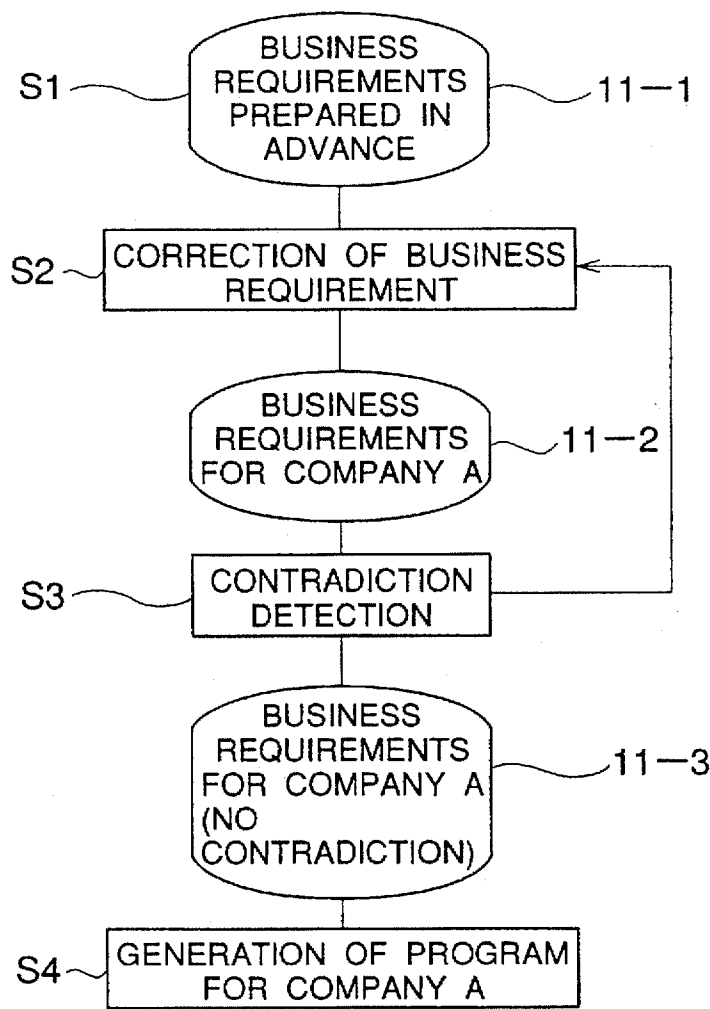 BUSINESS
REQUIREMENTS
PREPARED IN
ADVANCE
S1
11-1
S2
CORRECTION OF BUSINESS
REQUIREMENT
BUSINESS
REQUIREMENTS
FOR COMPANY A
11-2
S3
CONTRADICTION
DETECTION
BUSINESS
REQUIREMENTS
FOR COMPANY A
(NO
CONTRADICTION)
11-3
S4
GENERATION OF PROGRAM
FOR COMPANY A